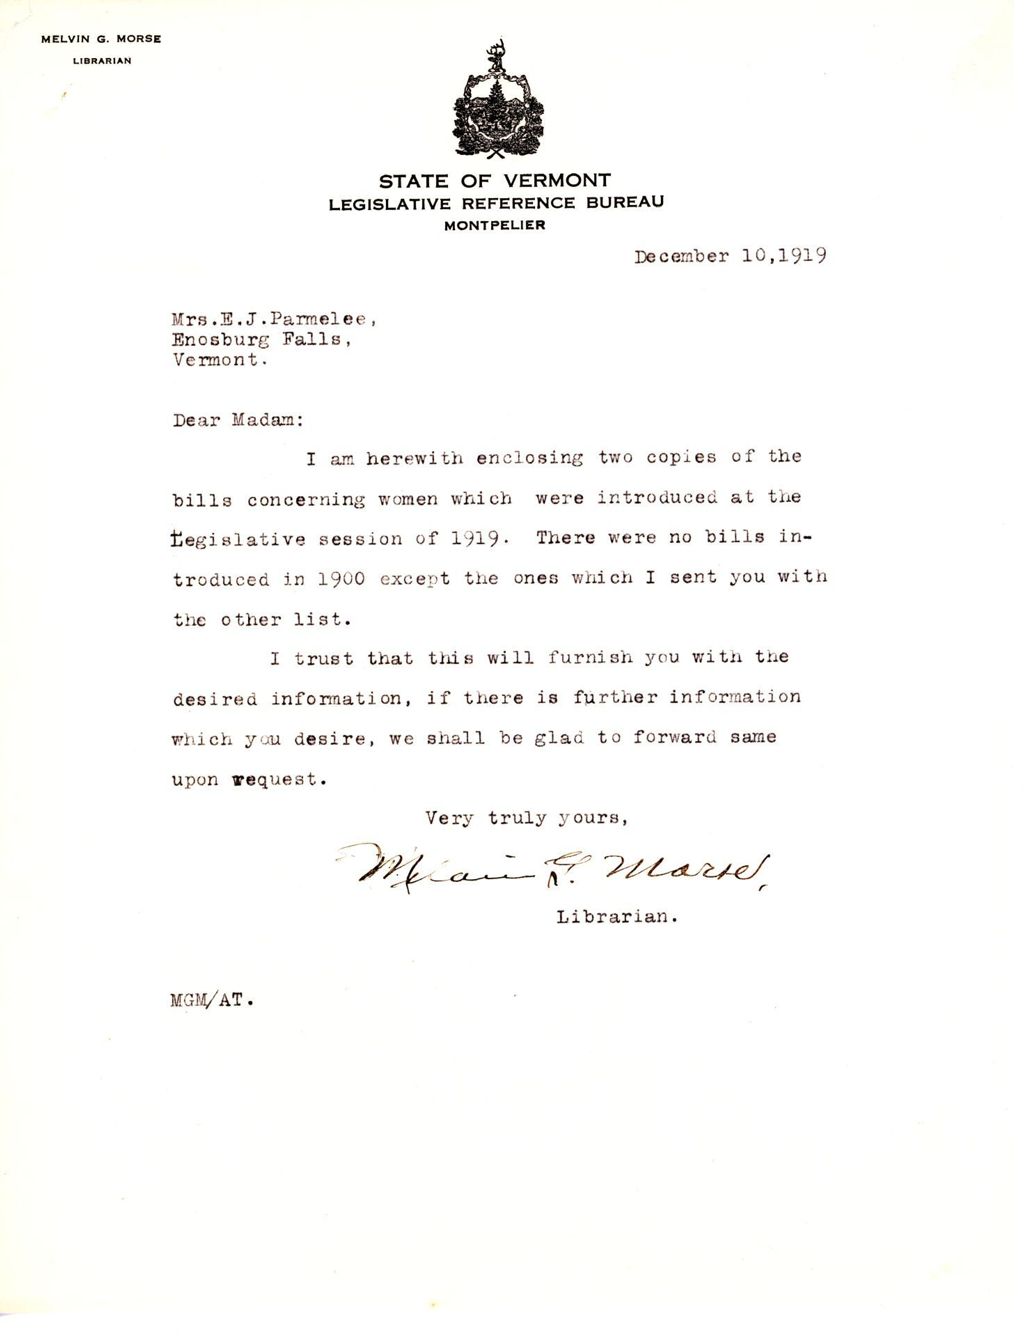 MELVIN G. MORSE
LIBRARIAN
STATE OF VERMONT
LEGISLATIVE REFERENCE BUREAU
MONTPELIER
December 10,1919
Mrs.E.J.Parmelee,
Enosburg Falls,
Vermont.
Dear Madam:
I am herewith enclosing two copies of the
bills concerning women which were introduced at the
Legislative session of 1919. There were no bills in-
troduced in 1900 except the ones which I sent you with
the other list.
I trust that this will furnish you with the
desired information, if there is further information
which you desire, we shall be glad to forward same
upon request.
Very truly yours,
Melvin G. Morse,
Librarian.
MGM/AT.